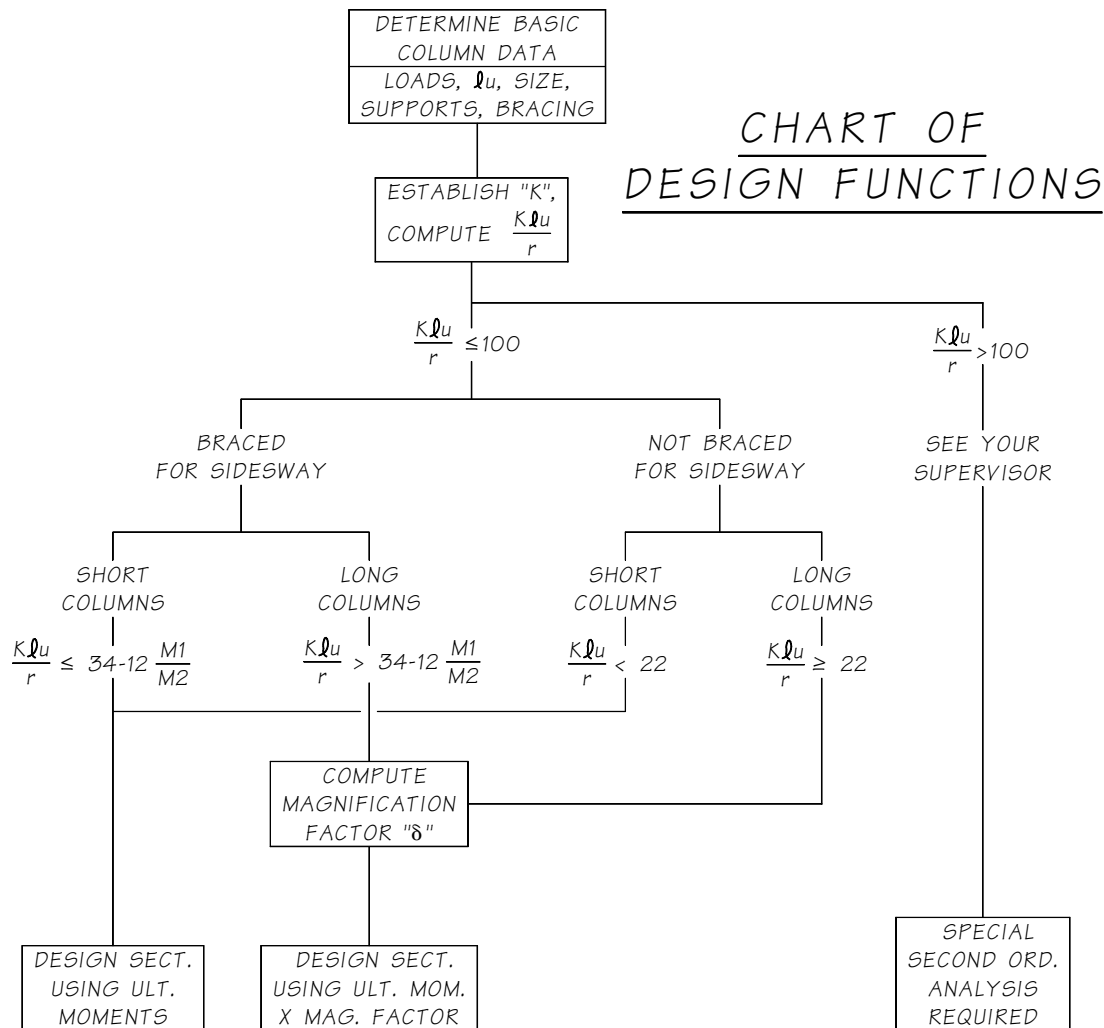 DETERMINE BASIC
COLUMN DATA
LOADS, ℓu, SIZE,
SUPPORTS, BRACING
CHART OF
DESIGN FUNCTIONS
ESTABLISH "K",
COMPUTE Kℓu
r
Kℓu
r
≤100
Kℓu
r
>100
BRACED
FOR SIDESWAY
NOT BRACED
FOR SIDESWAY
SEE YOUR
SUPERVISOR
SHORT
COLUMNS
LONG
COLUMNS
SHORT
COLUMNS
LONG
COLUMNS
Kℓu
r
≤ 34-12
M1
M2
Kℓu
r
> 34-12
M1
M2
Kℓu
r
< 22
Kℓu
r
≥ 22
COMPUTE
MAGNIFICATION
FACTOR "δ"
DESIGN SECT.
USING ULT.
MOMENTS
DESIGN SECT.
USING ULT. MOM.
X MAG. FACTOR
SPECIAL
SECOND ORD.
ANALYSIS
REQUIRED